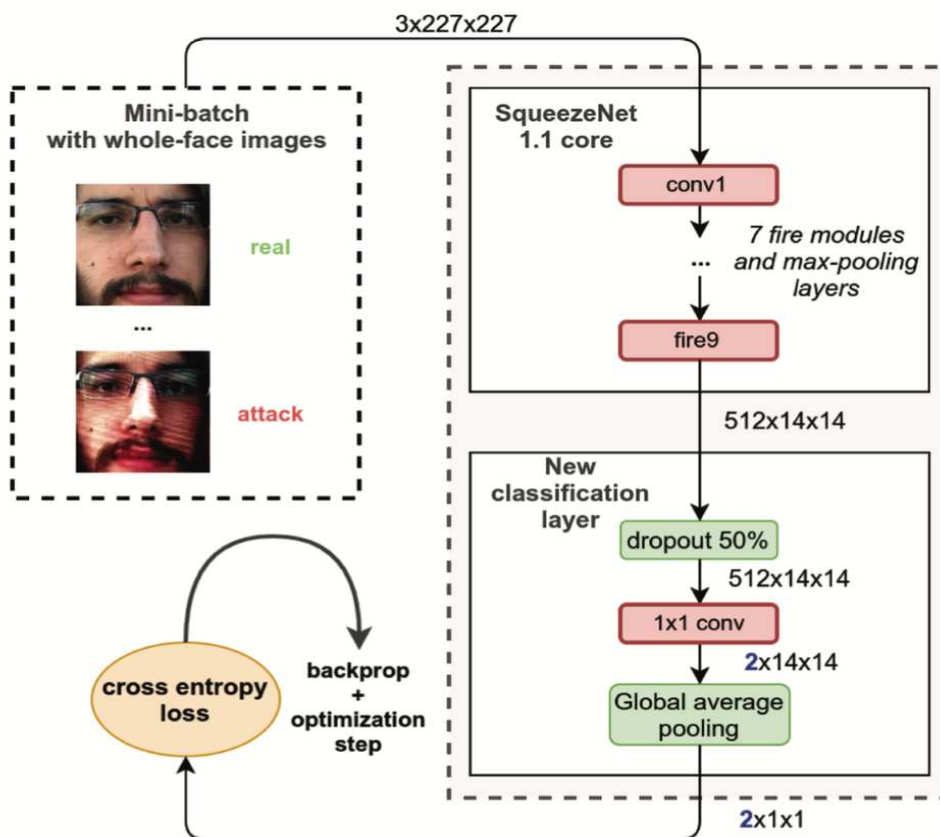 3x227x227
Mini-batch
with whole-face images
real
...
attack
SqueezeNet
1.1 core
conv1
...
7 fire modules
and max-pooling
layers
fire9
512x14x14
New
classification
layer
dropout 50%
512x14x14
1x1 conv
2x14x14
Global average
pooling
2x1x1
cross entropy
loss
backprop
+
optimization
step